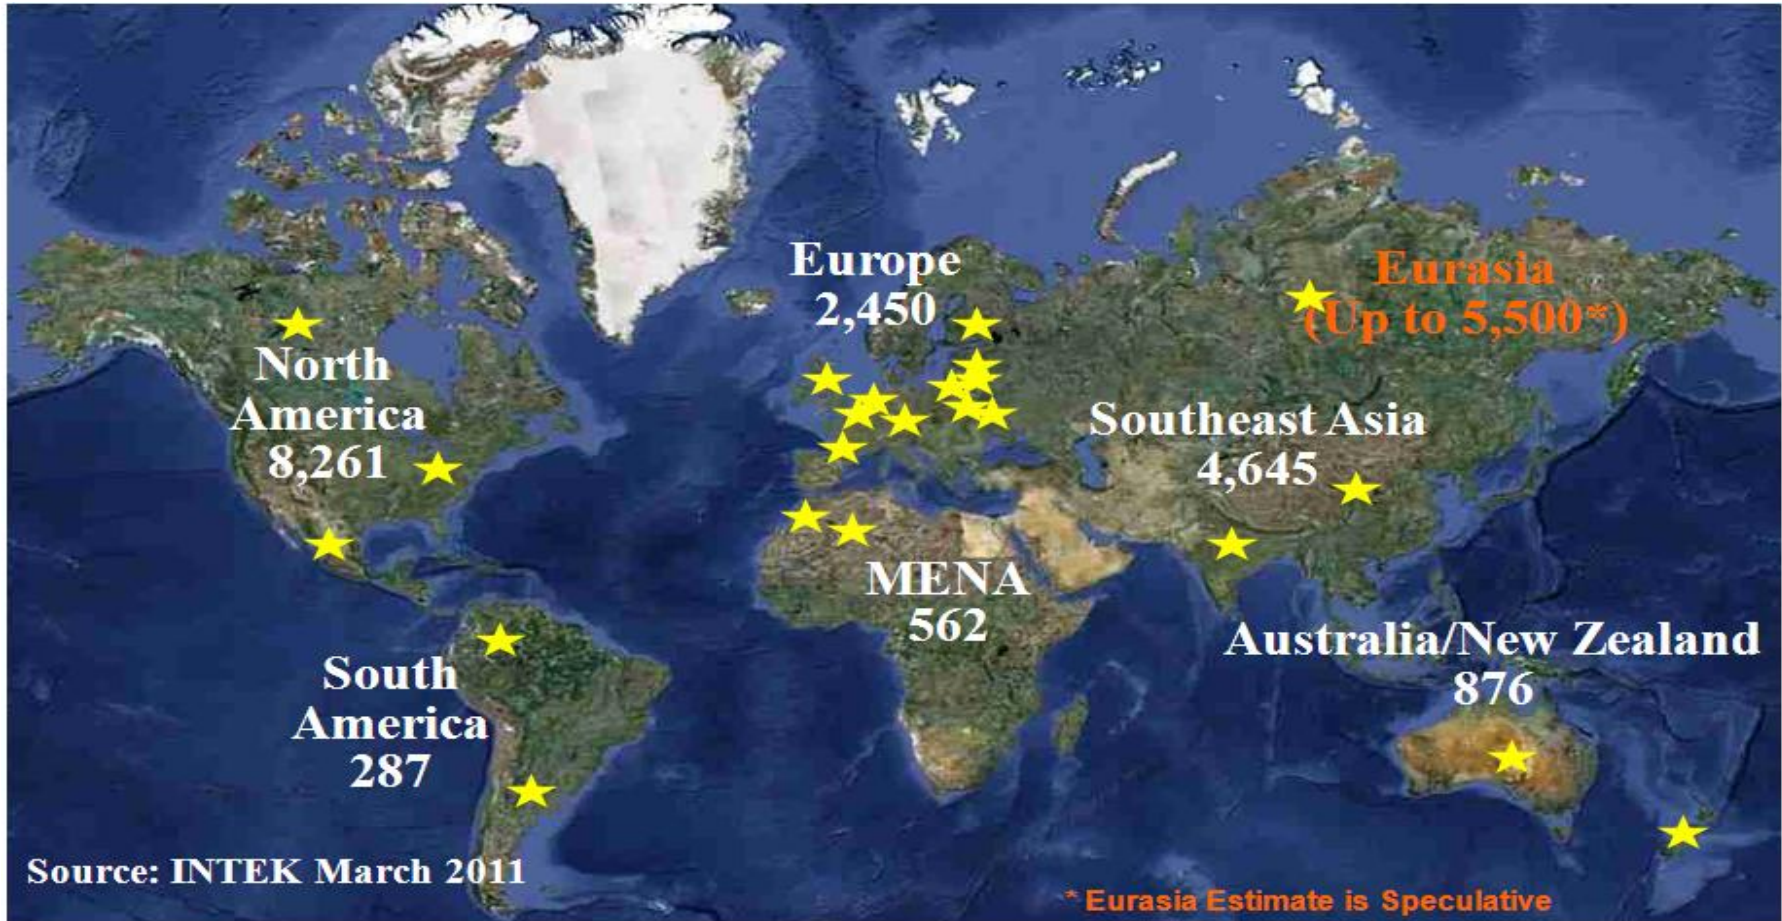 Europe
2,450
Eurasia
(Up to 5,500*)
North
America
8,261
Southeast Asia
4,645
MENA
562
Australia/New Zealand
876
South
America
287
Source: INTEK March 2011
* Eurasia Estimate is Speculative